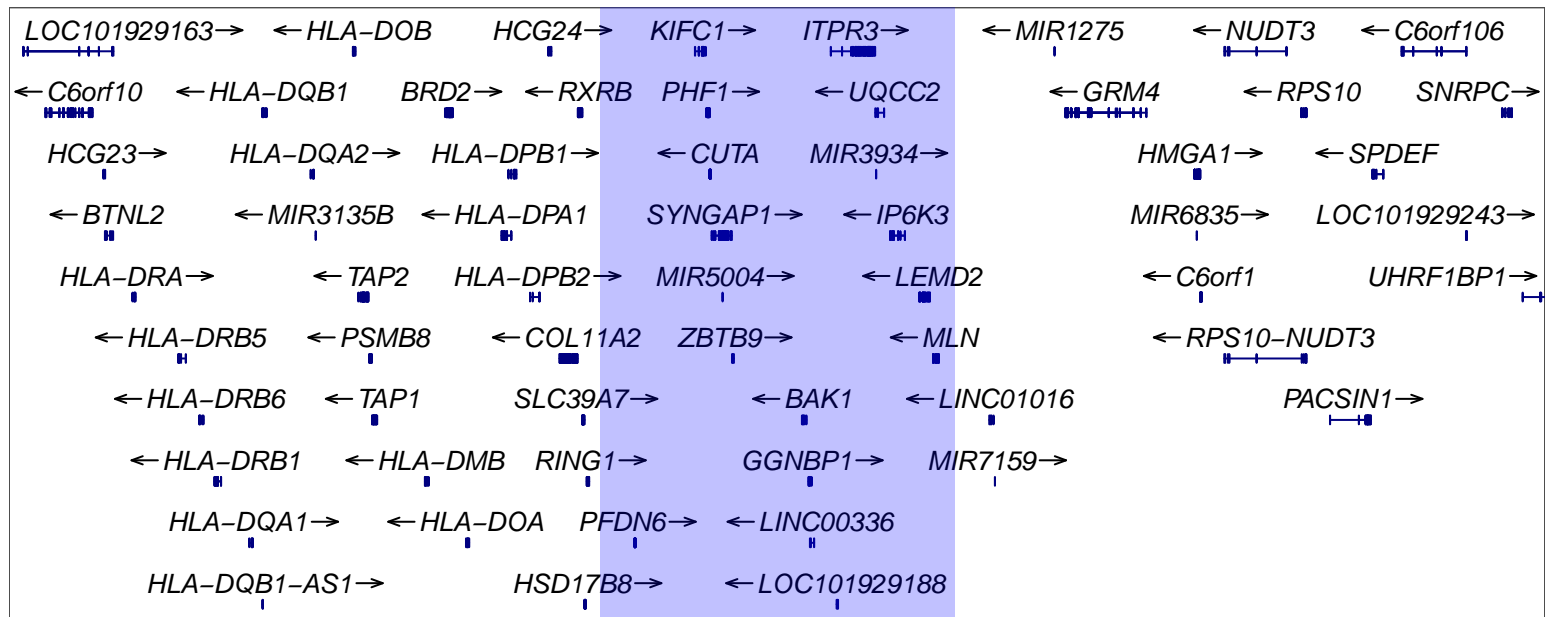 LOC101929163→ ←HLA−DOB HCG24→ KIFC1→ ITPR3→ ←MIR1275 ←NUDT3 ←C6orf106
←C6orf10 ←HLA−DQB1 BRD2→ ←RXRB PHF1→ ←UQCC2 ←GRM4 ←RPS10 SNRPC→
HCG23→ HLA−DQA2→ HLA−DPB1→ ←CUTA MIR3934→ HMGA1→ ←SPDEF
←BTNL2 ←MIR3135B ←HLA−DPA1 SYNGAP1→ ←IP6K3 MIR6835→ LOC101929243→
HLA−DRA→ ←TAP2 HLA−DPB2→ MIR5004→ ←LEMD2 ←C6orf1 UHRF1BP1→
←HLA−DRB5 ←PSMB8 ←COL11A2 ZBTB9→ ←MLN ←RPS10−NUDT3
←HLA−DRB6 ←TAP1 SLC39A7→ ←BAK1 ←LINC01016 PACSIN1→
←HLA−DRB1 ←HLA−DMB RING1→ GGNBP1→ MIR7159→
HLA−DQA1→ ←HLA−DOA PFDN6→ ←LINC00336
HLA−DQB1−AS1→ HSD17B8→ ←LOC101929188